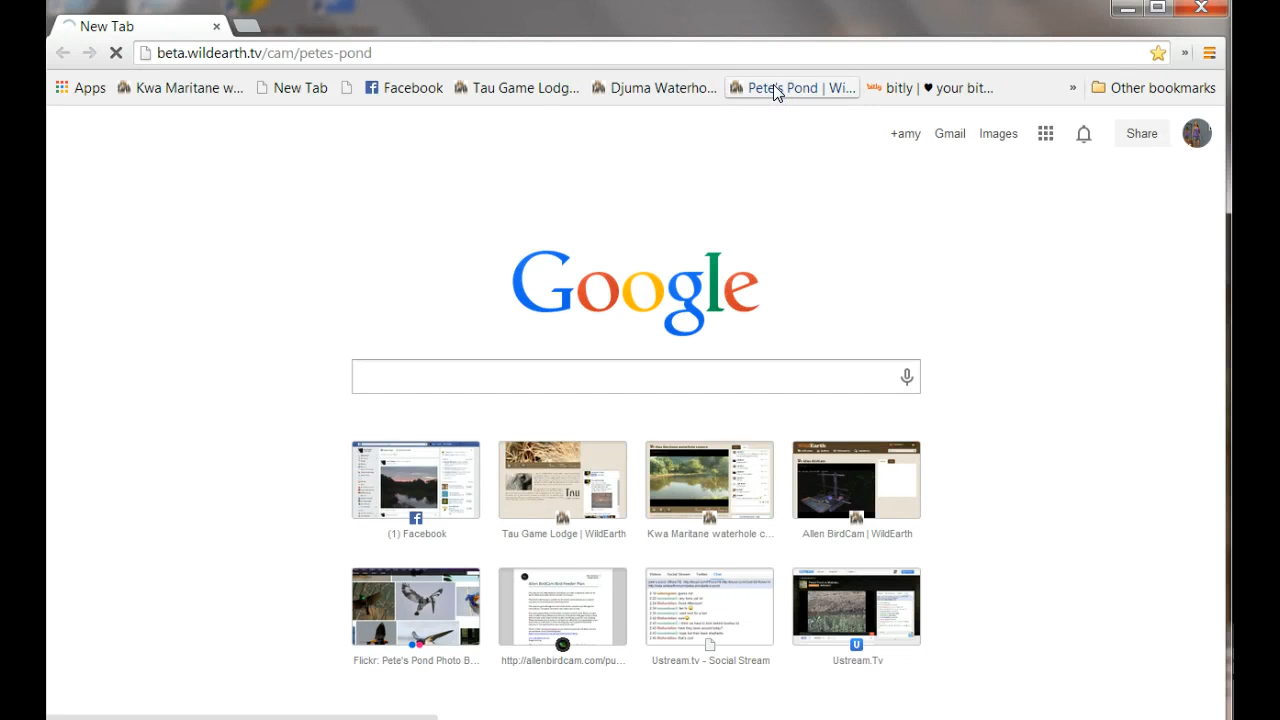 New Tab
beta.wildearth.tv/cam/petes-pond
Apps Kwa Maritane w... New Tab Facebook Tau Game Lodg... Djuma Waterho... Pete's Pond | Wi... bitly bitly | ♥ your bit... » Other bookmarks
+amy Gmail Images Share
Google
(1) Facebook Tau Game Lodge | WildEarth Kwa Maritane waterhole c... Allen BirdCam | WildEarth
Flickr: Pete's Pond Photo B... http://allenbirdcam.com/pu... Ustream.tv - Social Stream Ustream.Tv